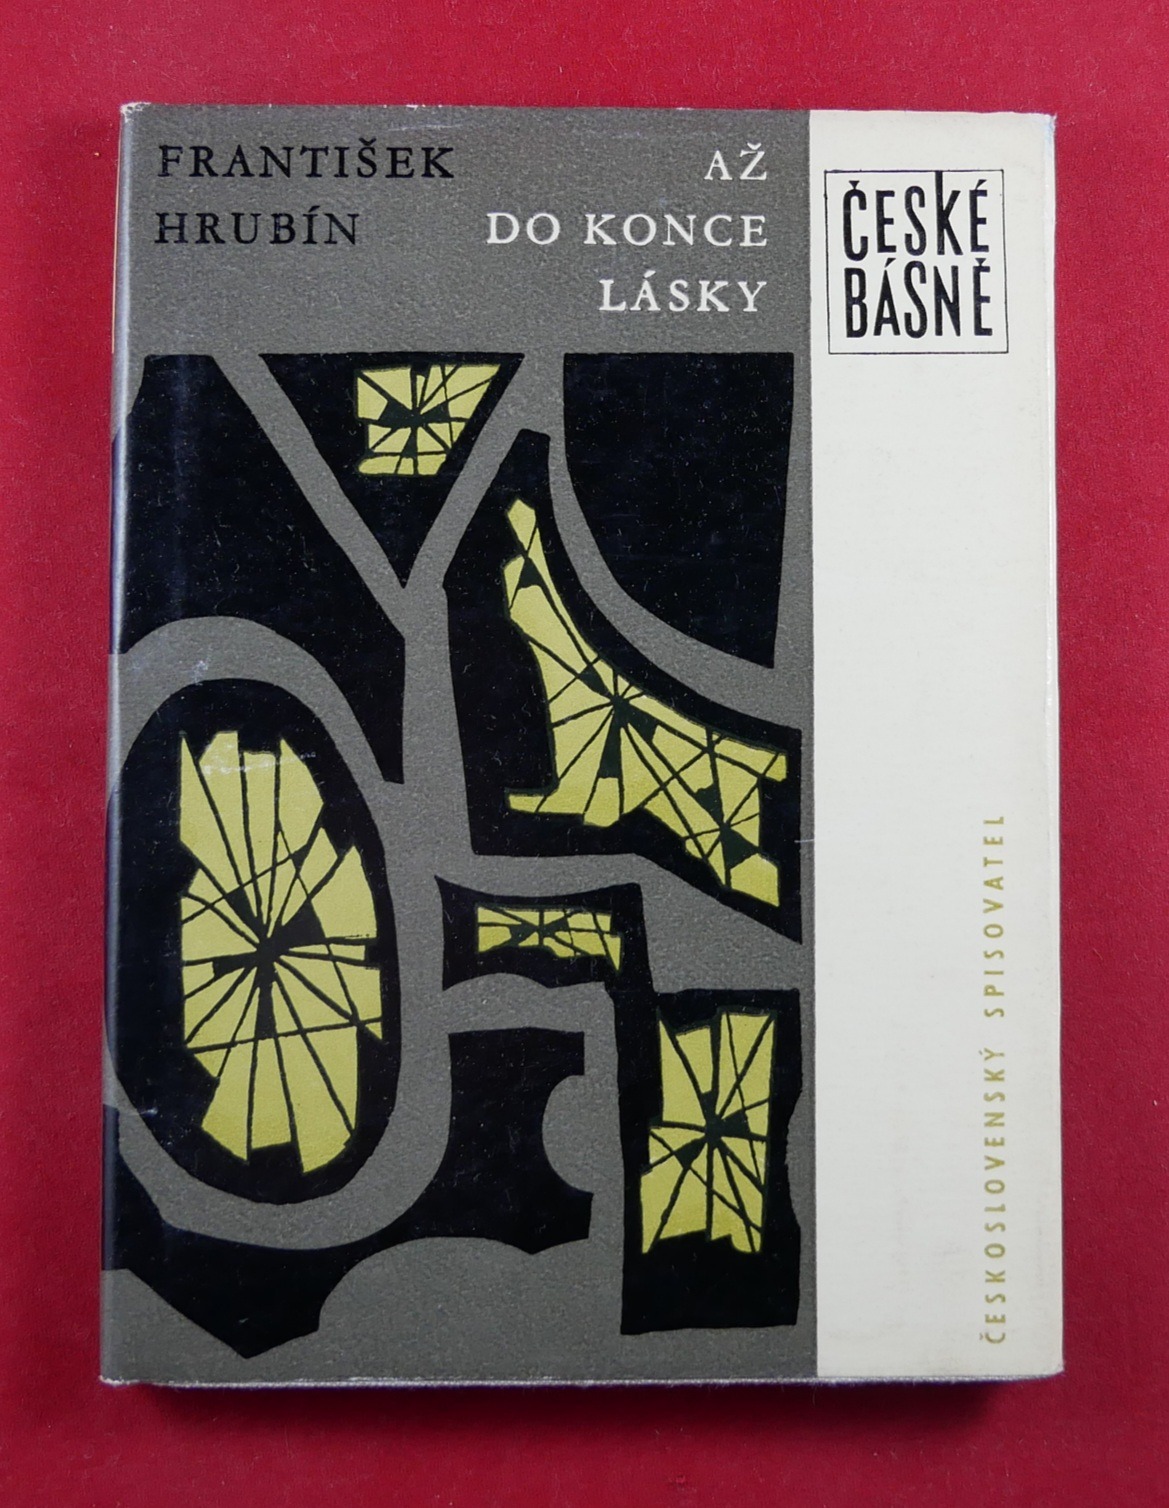 FRANTIŠEK
HRUBÍN
AŽ
DO KONCE
LÁSKY
ČESKÉ
BÁSNĚ
ČESKOSLOVENSKÝ SPISOVATEL